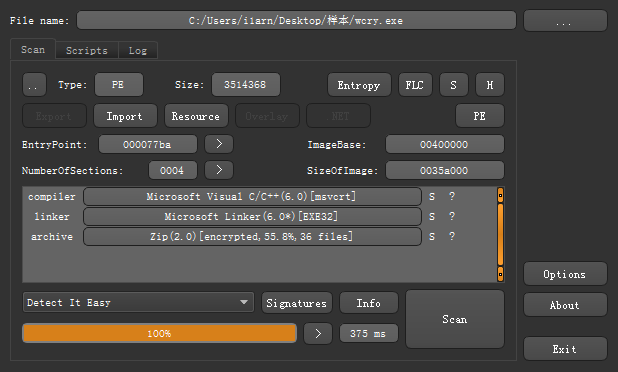 File name: C:/Users/i1arn/Desktop/样本/wcry.exe ...
Scan Scripts Log
.. Type: PE Size: 3514368 Entropy FLC S H
Export Import Resource Overlay .NET PE
EntryPoint: 000077ba > ImageBase: 00400000
NumberOfSections: 0004 > SizeOfImage: 0035a000
compiler Microsoft Visual C/C++(6.0)[msvcrt] S ?
linker Microsoft Linker(6.0*)[EXE32] S ?
archive Zip(2.0)[encrypted,55.8%,36 files] S ?
Options
Detect It Easy Signatures Info Scan About
100% > 375 ms
Exit